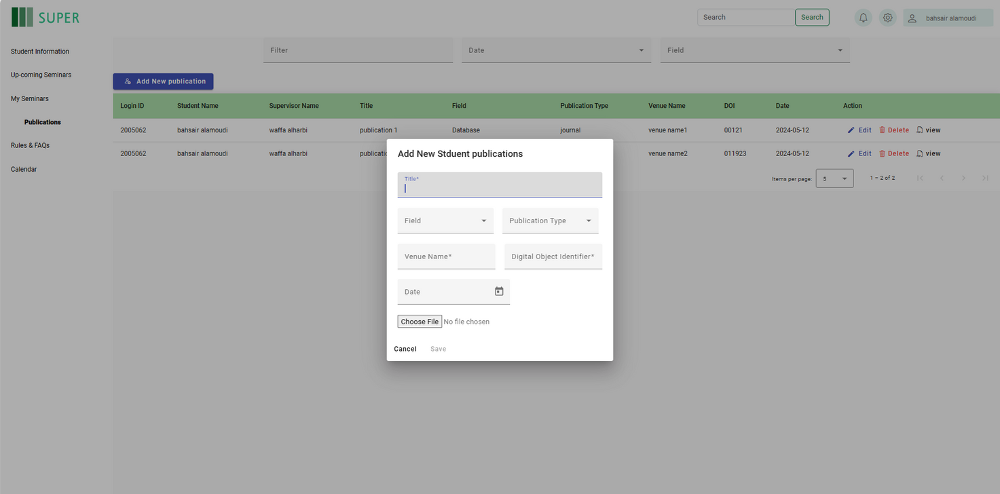 SUPER
Search
Search
bahsair alamoudi
Student Information
Up-coming Seminars
My Seminars
Publications
Rules & FAQs
Calendar
Filter
Date
Field
Add New publication
Login ID Student Name Supervisor Name Title Field Publication Type Venue Name DOI Date Action
2005062 bahsair alamoudi waffa alharbi publication 1 Database journal venue name1 00121 2024-05-12 Edit Delete view
2005062 bahsair alamoudi waffa alharbi venue name2 011923 2024-05-12 Edit Delete view
Items per page: 5 1 – 2 of 2
Add New Stduent publications
Title*
Field
Publication Type
Venue Name*
Digital Object Identifier*
Date
Choose File No file chosen
Cancel Save